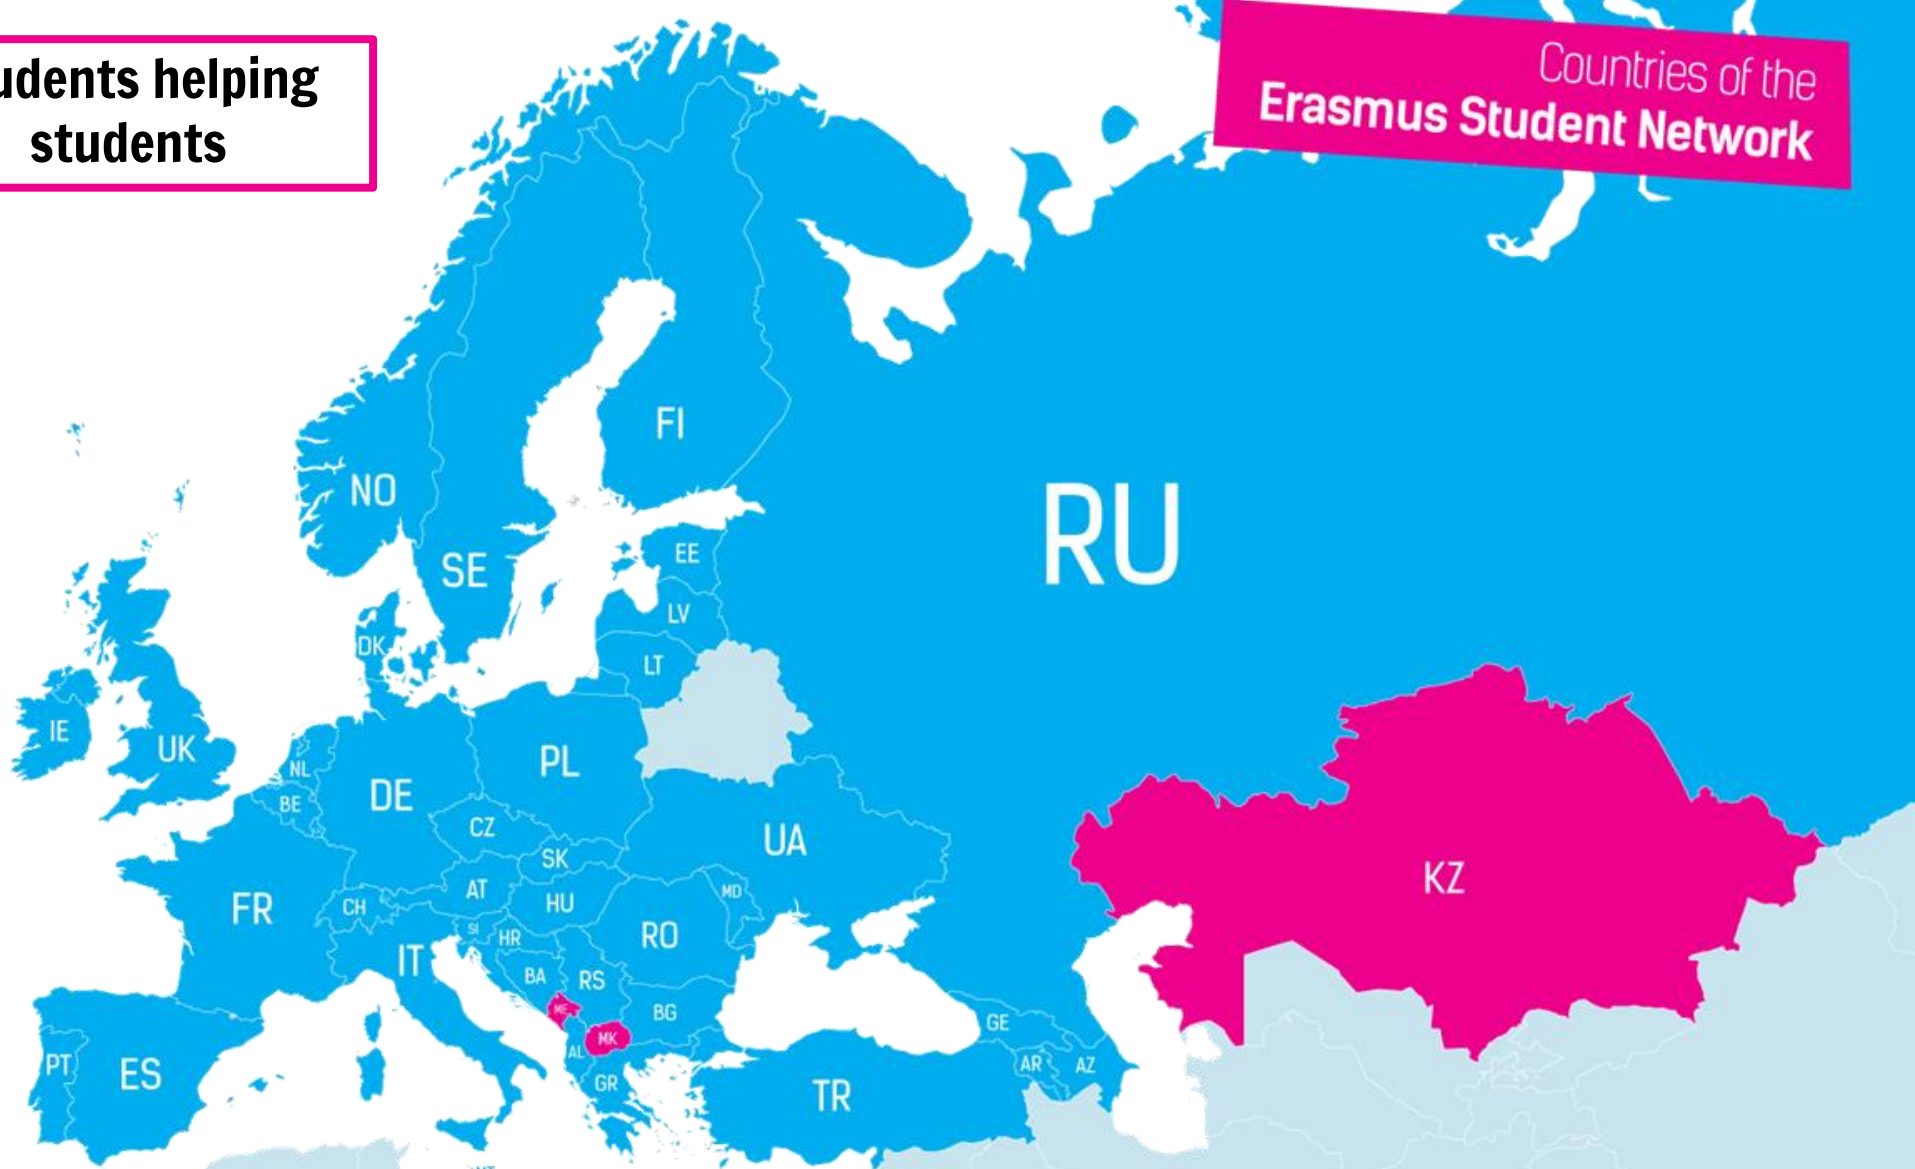 udents helping
students
Countries of the
Erasmus Student Network
FI
NO
RU
SE
EE
LV
DK
LT
IE
UK
NL
PL
DE
BE
CZ
UA
SK
AT
MD
HU
CH
FR
SI
HR
RO
IT
KZ
BA
RS
ME
BG
GE
MK
AL
AR
AZ
PT
ES
GR
TR